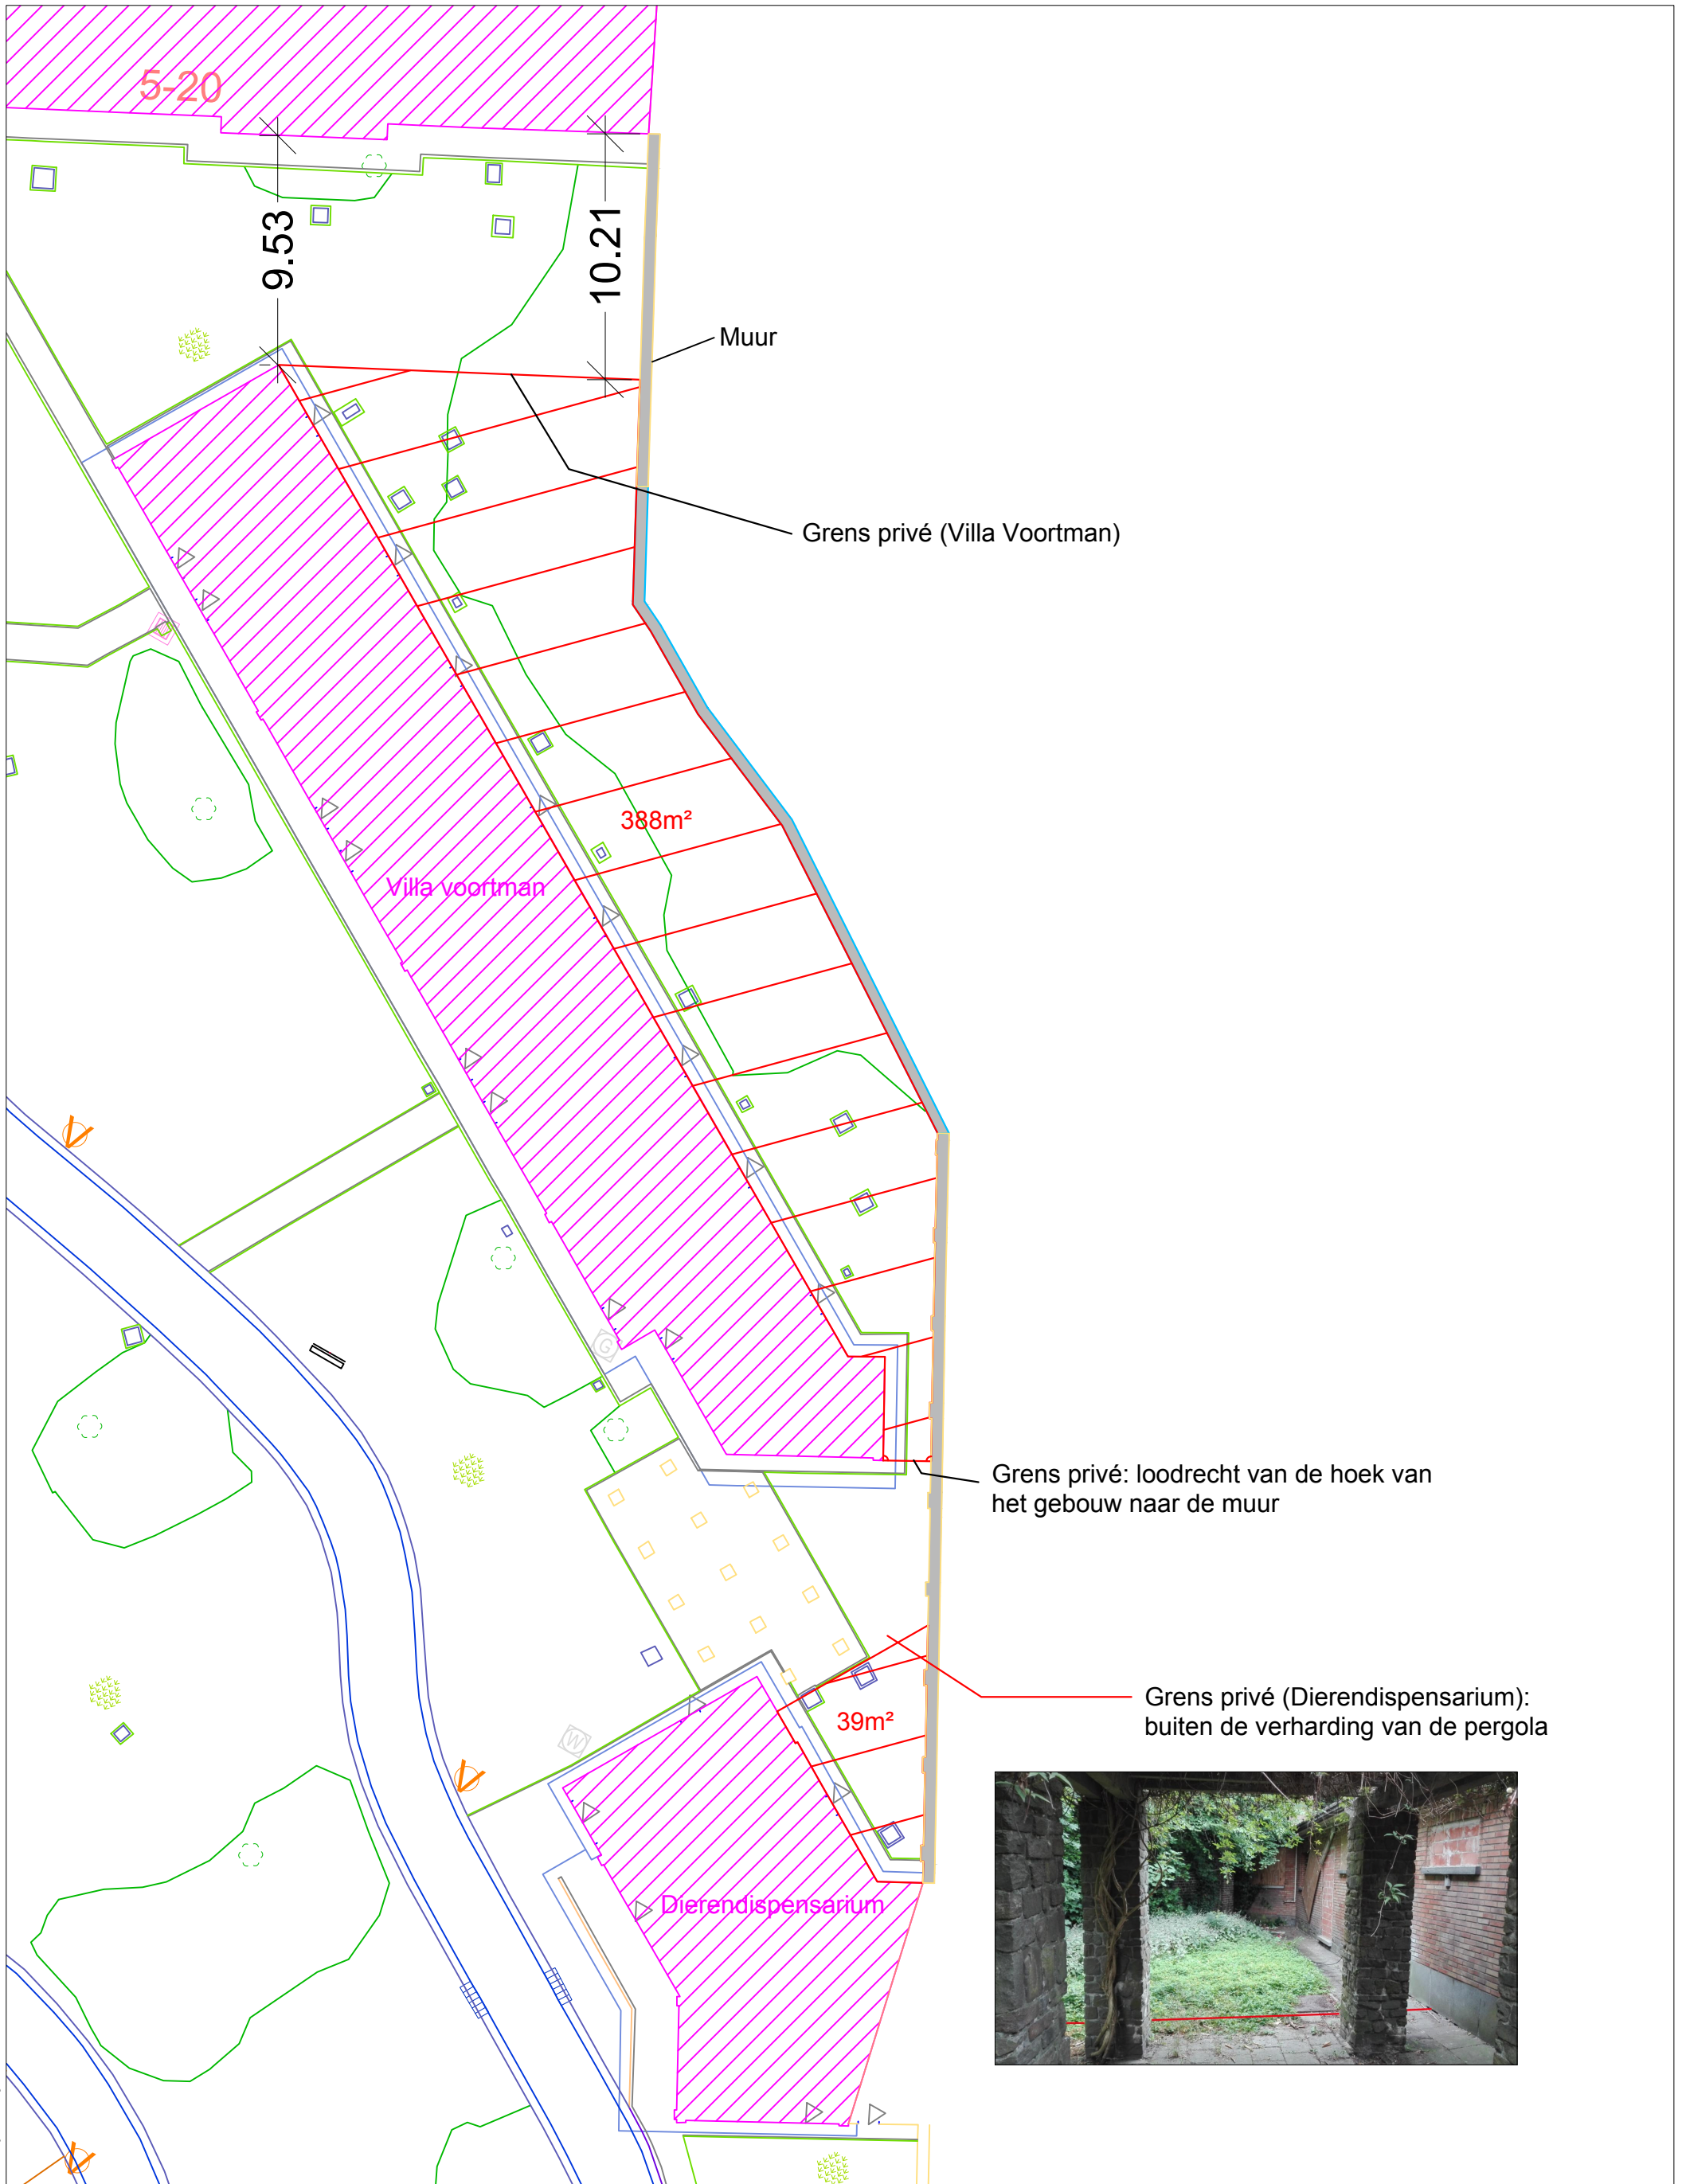 5-20
9.53
10.21
Muur
Grens privé (Villa Voortman)
388m²
Villa voortman
G
Grens privé: loodrecht van de hoek van
het gebouw naar de muur
Grens privé (Dierendispensarium):
buiten de verharding van de pergola
39m²
W
Dierendispensarium